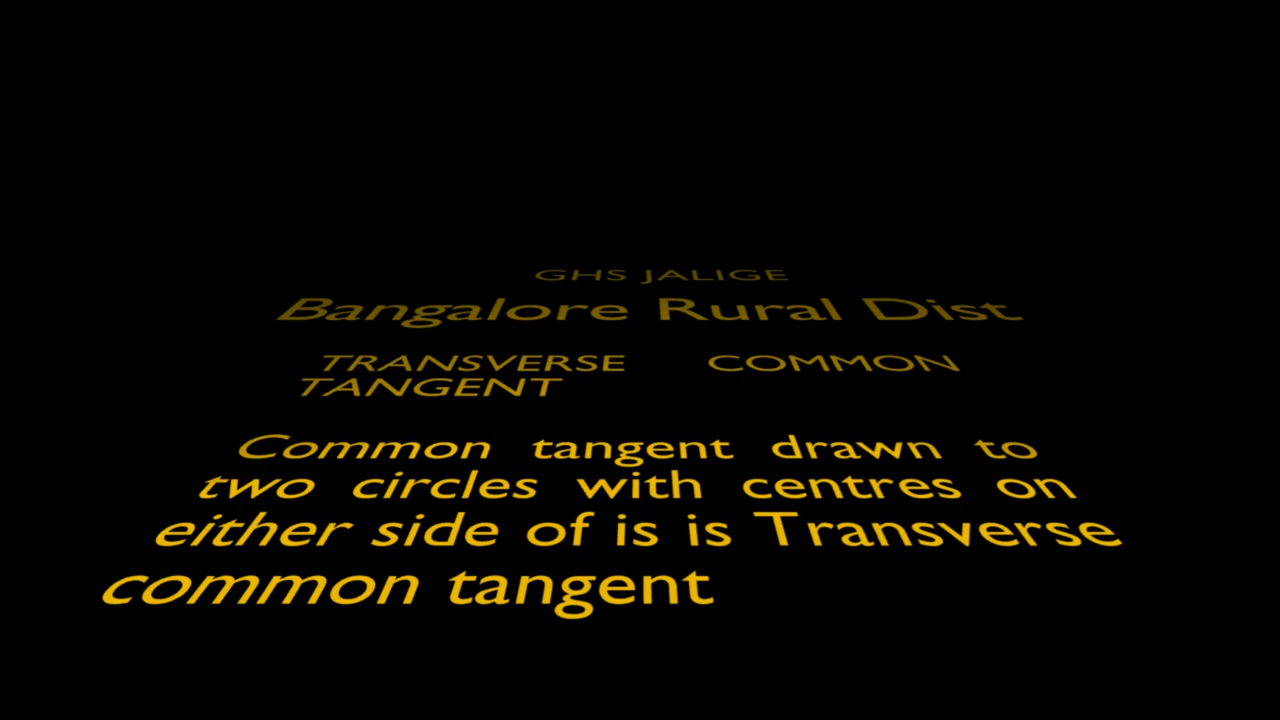 GHS JALIGE
Bangalore Rural Dist
TRANSVERSE COMMON
TANGENT
Common tangent drawn to
two circles with centres on
either side of is is Transverse
common tangent